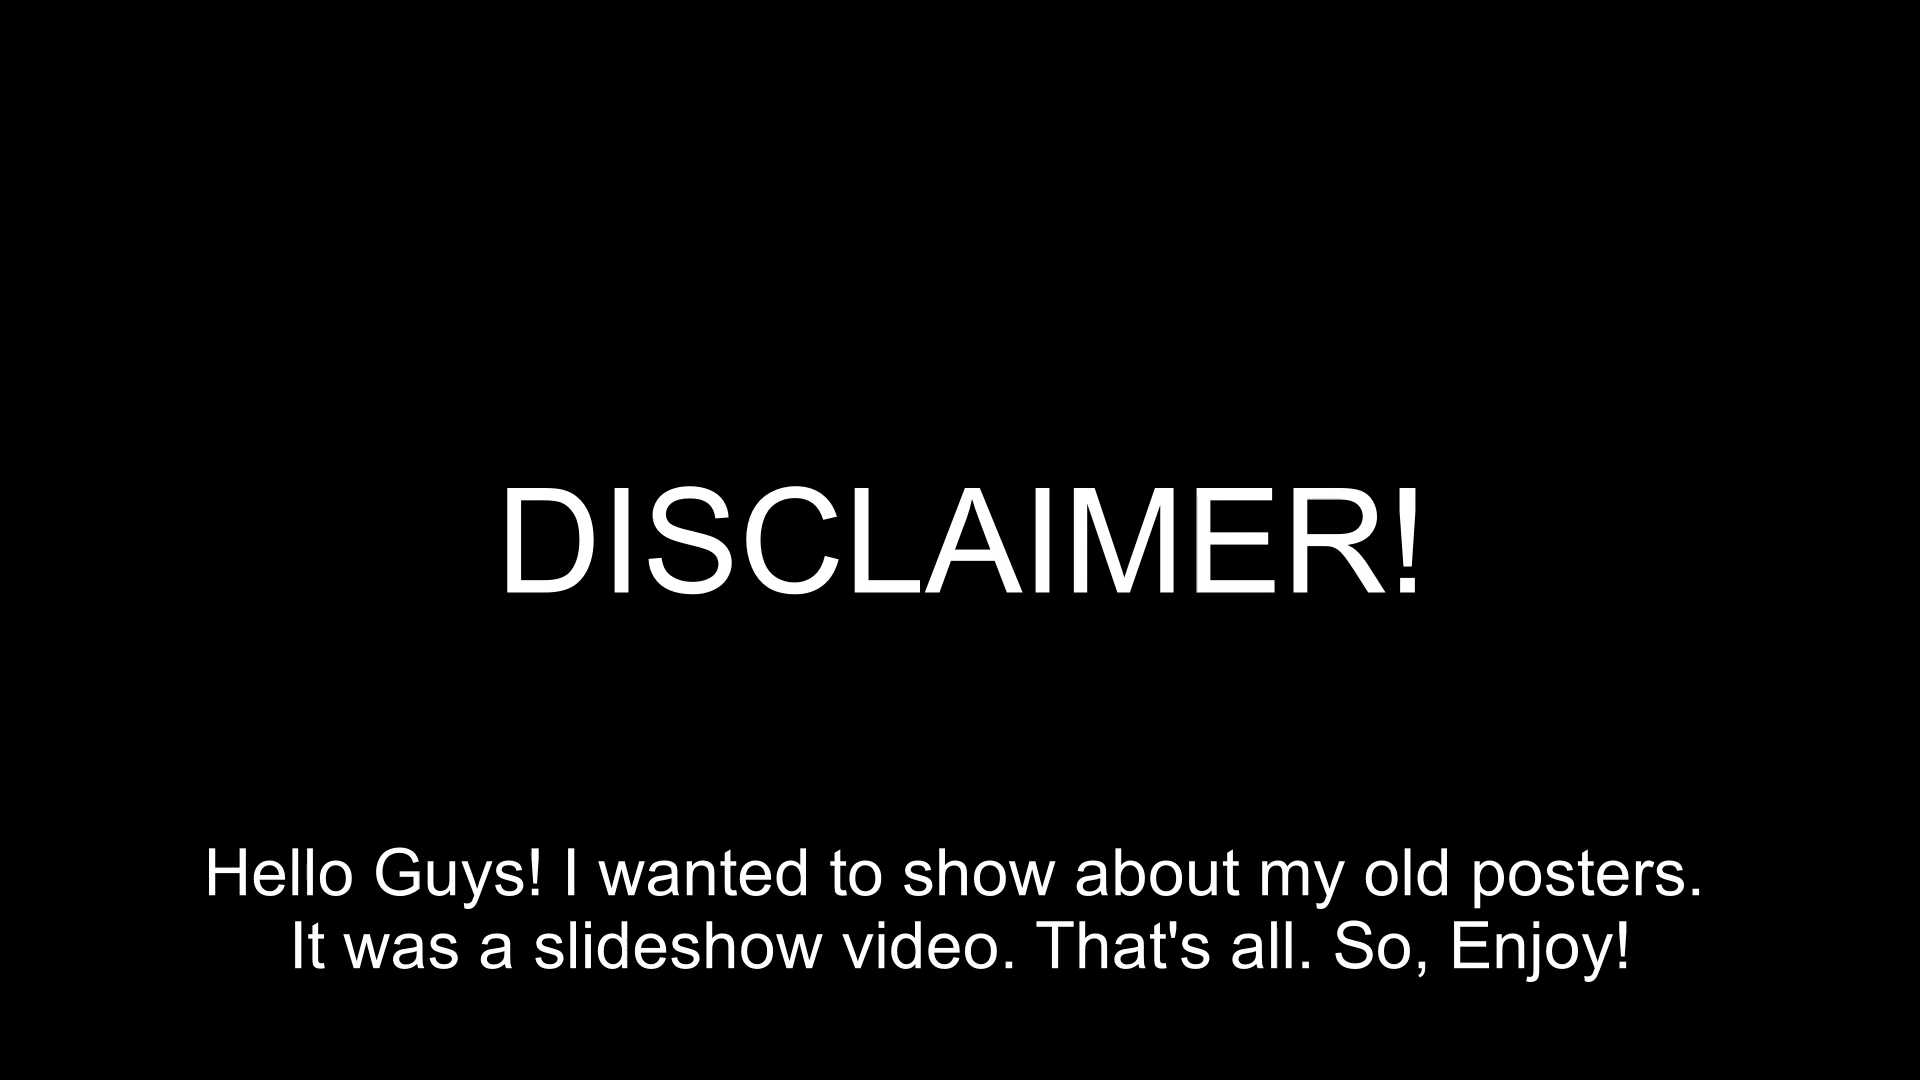 DISCLAIMER!
Hello Guys! I wanted to show about my old posters.
It was a slideshow video. That's all. So, Enjoy!